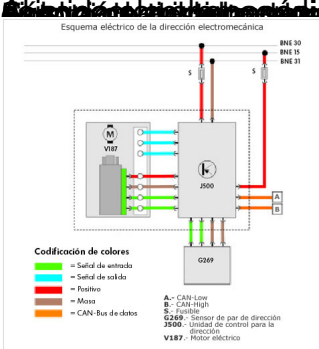 Esquema eléctrico de la dirección electromecánica
BNE 30
BNE 15
BNE 31
S
S
M
V187
J500
A
B
G269
Codificación de colores
= Señal de entrada
= Señal de salida
= Positivo
= Masa
= CAN-Bus de datos
A.- CAN-Low
B.- CAN-High
S.- Fusible
G269.- Sensor de par de dirección
J500.- Unidad de control para la
dirección
V187.- Motor eléctrico